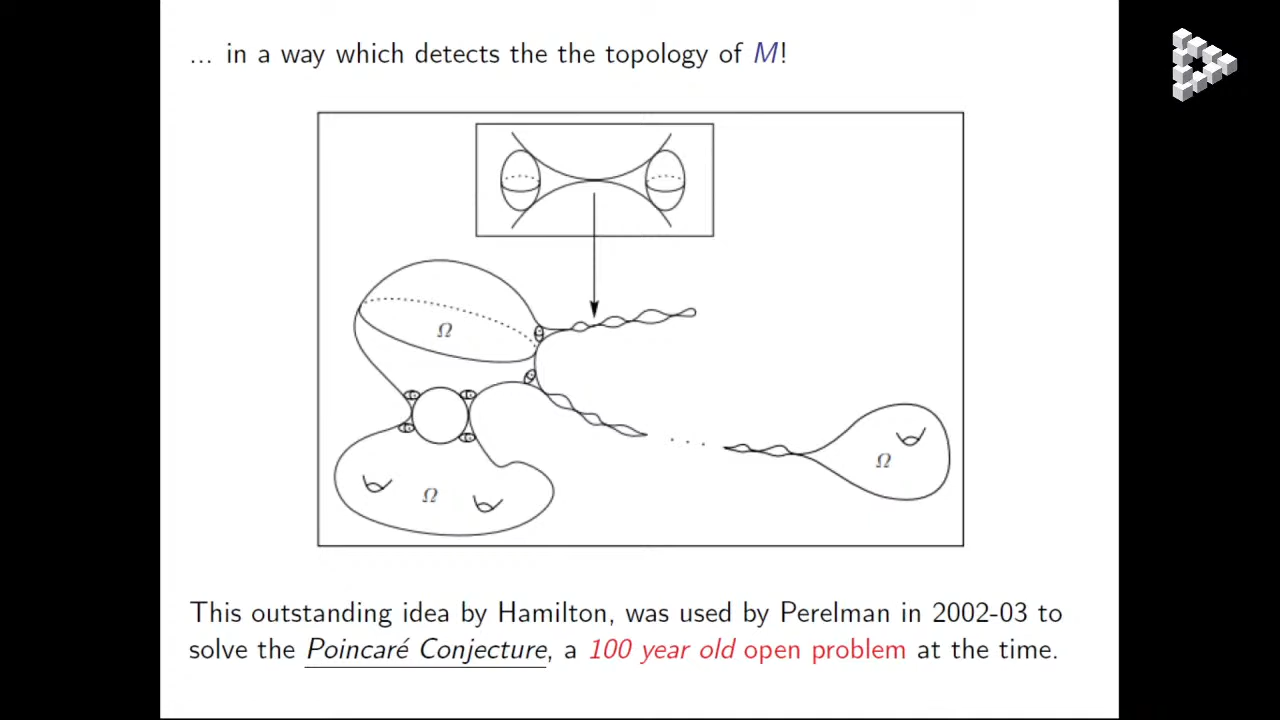 ... in a way which detects the the topology of M!
Ω
Ω
Ω
This outstanding idea by Hamilton, was used by Perelman in 2002-03 to
solve the Poincaré Conjecture, a 100 year old open problem at the time.